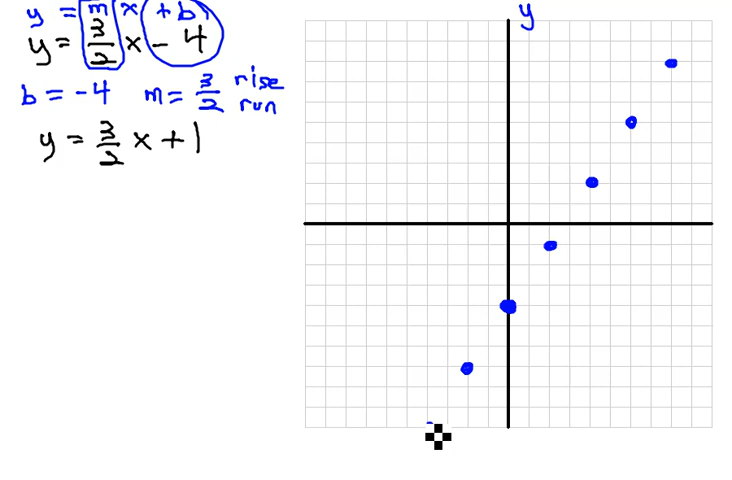 y = mx + b
y = 3/2 x - 4
b = -4 m = 3/2 rise run
y = 3/2 x + 1
y